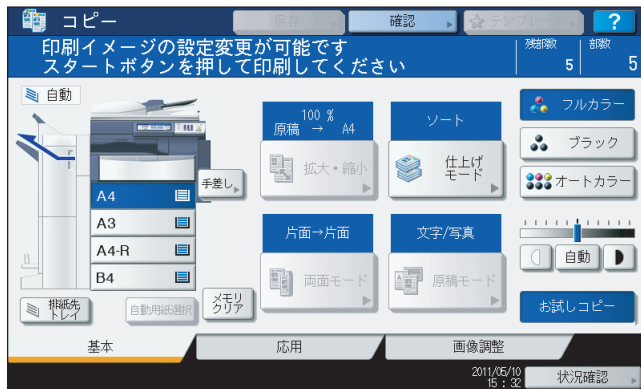 コピー
保存
確認
テンプレート
?
印刷イメージの設定変更が可能です
スタートボタンを押して印刷してください
残部数
5
部数
5
自動
100 %
原稿 → A4
拡大・縮小
ソート
仕上げ
モード
フルカラー
ブラック
オートカラー
手差し
A4
A3
A4-R
B4
片面→片面
両面モード
文字/写真
原稿モード
自動
排紙先
トレイ
自動用紙選択
メモリ
クリア
お試しコピー
基本
応用
画像調整
2011/05/10
15 : 32
状況確認